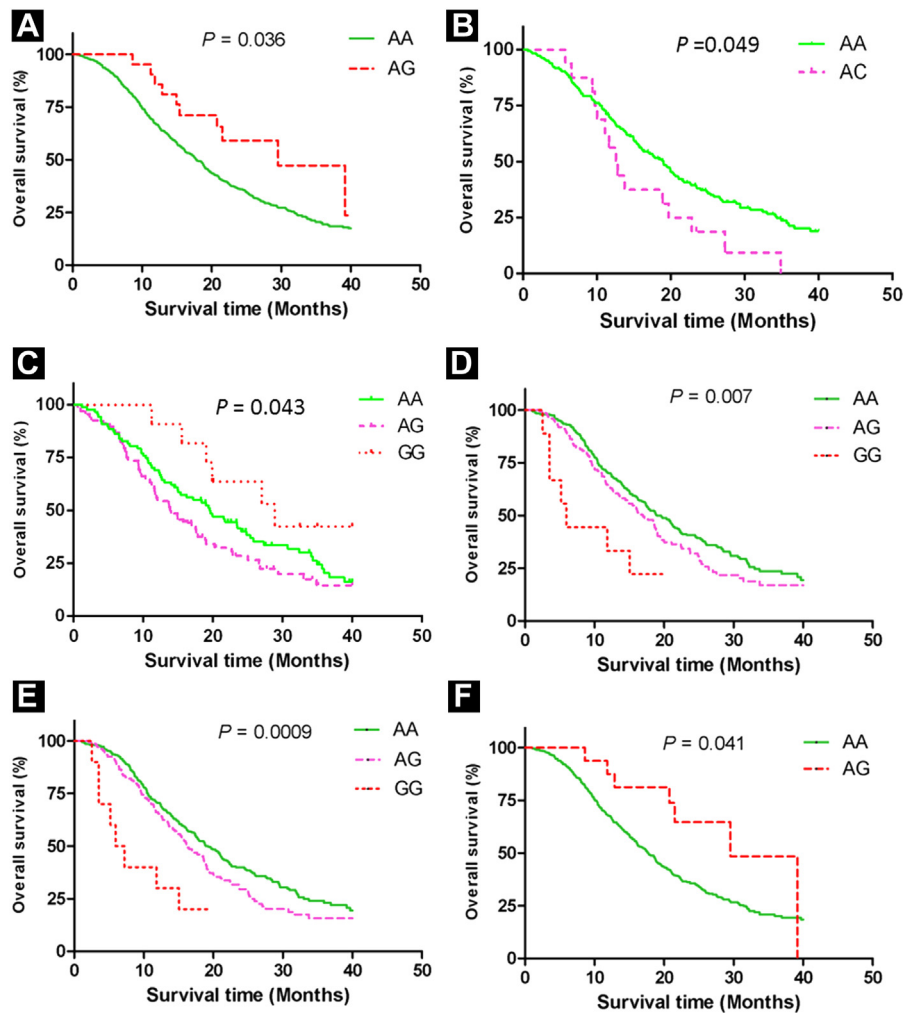 A
P = 0.036
AA
AG
Overall survival (%)
100
75
50
25
0
0 10 20 30 40 50
Survival time (Months)
B
P =0.049
AA
AC
Overall survival (%)
100
75
50
25
0
0 10 20 30 40 50
Survival time (Months)
C
P = 0.043
AA
AG
GG
Overall survival (%)
100
75
50
25
0
0 10 20 30 40 50
Survival time (Months)
D
P = 0.007
AA
AG
GG
Overall survival (%)
100
75
50
25
0
0 10 20 30 40 50
Survival time (Months)
E
P = 0.0009
AA
AG
GG
Overall survival (%)
100
75
50
25
0
0 10 20 30 40 50
Survival time (Months)
F
P = 0.041
AA
AG
Overall survival (%)
100
75
50
25
0
0 10 20 30 40 50
Survival time (Months)